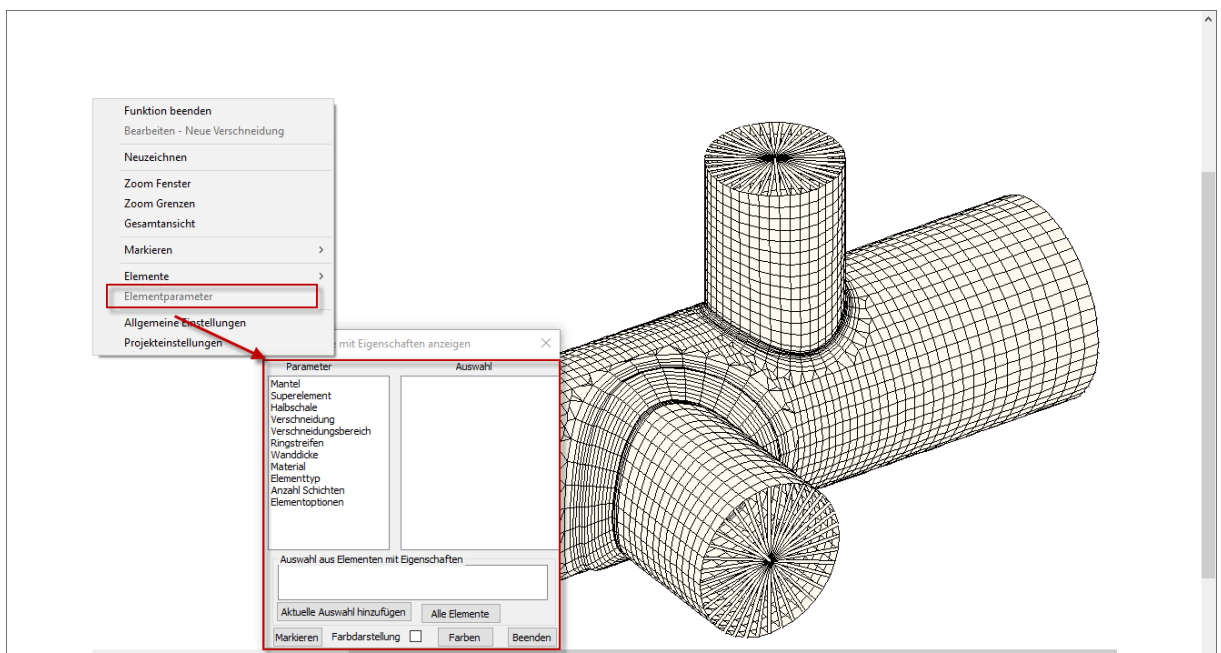 Funktion beenden
Bearbeiten - Neue Verschneidung
Neuzeichnen
Zoom Fenster
Zoom Grenzen
Gesamtansicht
Markieren
Elemente
Elementparameter
Allgemeine Einstellungen
Projekteinstellungen
mit Eigenschaften anzeigen
Parameter
Auswahl
Mantel
Superelement
Halbschale
Verschneidung
Verschneidungsbereich
Ringstreifen
Wanddicke
Material
Elementtyp
Anzahl Schichten
Elementoptionen
Auswahl aus Elementen mit Eigenschaften
Aktuelle Auswahl hinzufügen
Alle Elemente
Markieren
Farbdarstellung
Farben
Beenden